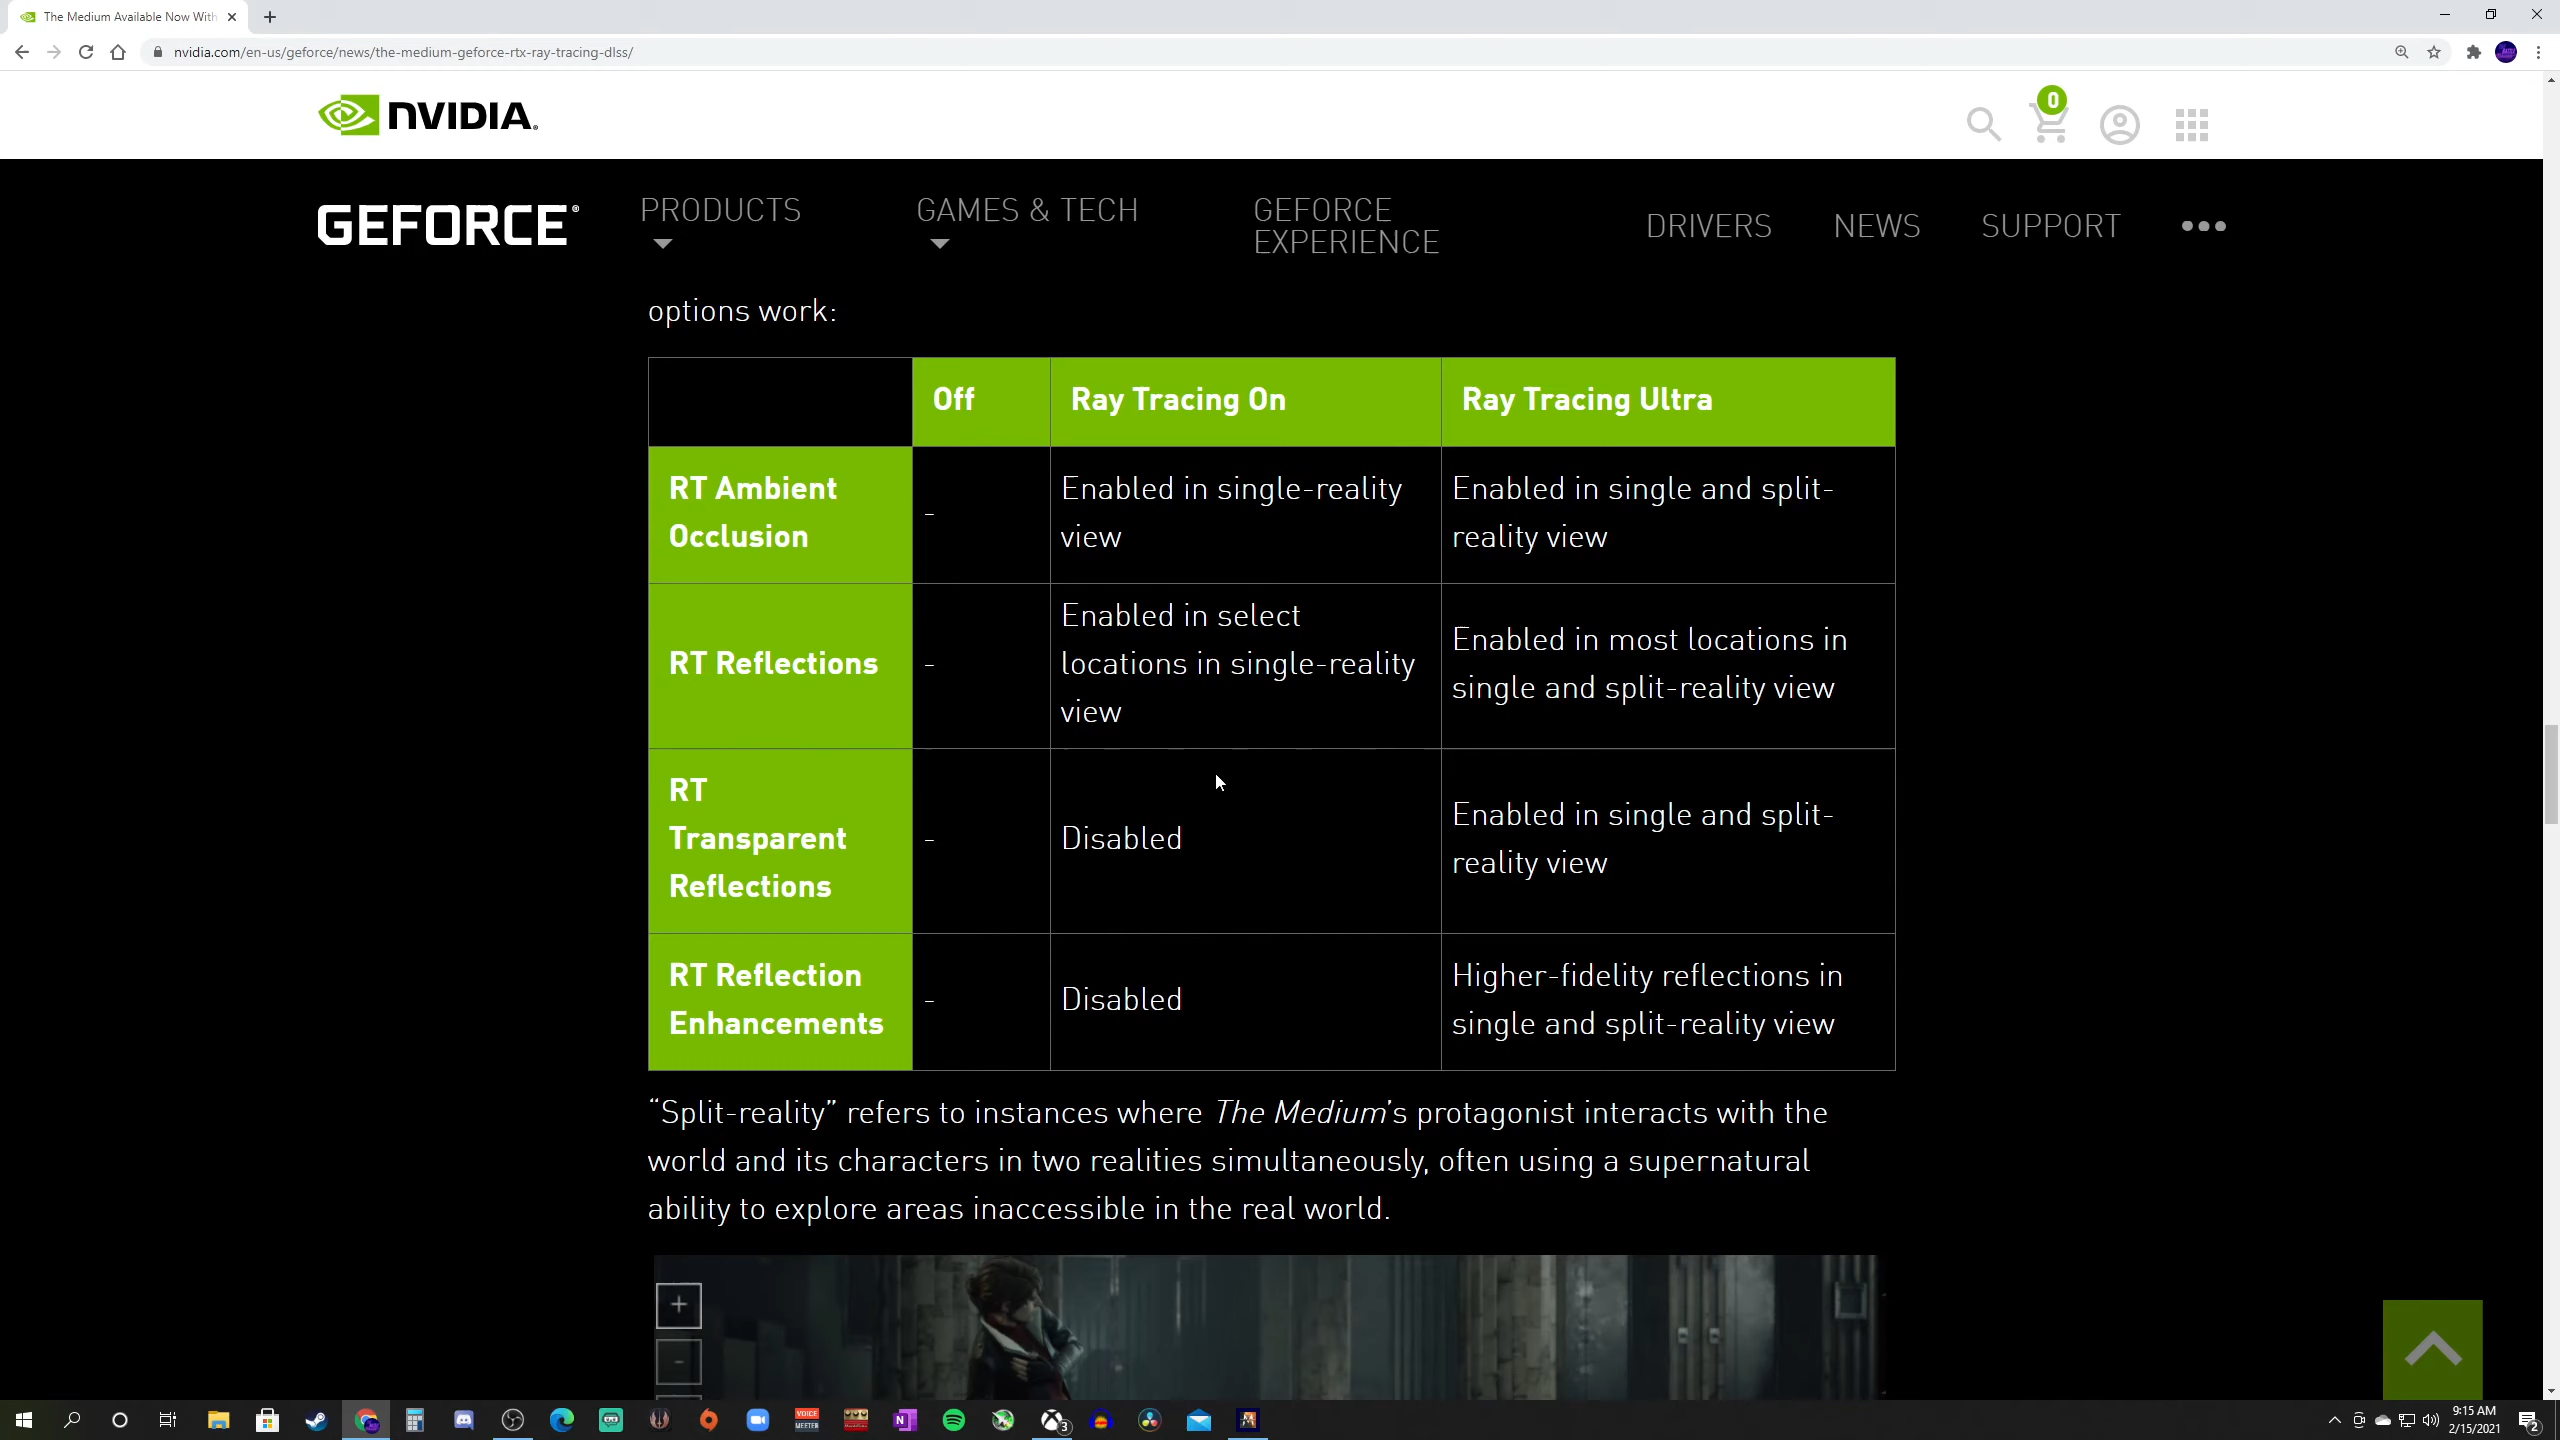 The Medium Available Now With
nvidia.com/en-us/geforce/news/the-medium-geforce-rtx-ray-tracing-dlss/
NVIDIA.
0
GEFORCE®
PRODUCTS
GAMES & TECH
GEFORCE
EXPERIENCE
DRIVERS
NEWS
SUPPORT
options work:
Off
Ray Tracing On
Ray Tracing Ultra
RT Ambient
Occlusion
-
Enabled in single-reality
view
Enabled in single and split-
reality view
RT Reflections
-
Enabled in select
locations in single-reality
view
Enabled in most locations in
single and split-reality view
RT
Transparent
Reflections
-
Disabled
Enabled in single and split-
reality view
RT Reflection
Enhancements
-
Disabled
Higher-fidelity reflections in
single and split-reality view
“Split-reality” refers to instances where The Medium’s protagonist interacts with the
world and its characters in two realities simultaneously, often using a supernatural
ability to explore areas inaccessible in the real world.
+
-
VOICE
MEETER
N
3
9:15 AM
2/15/2021
2